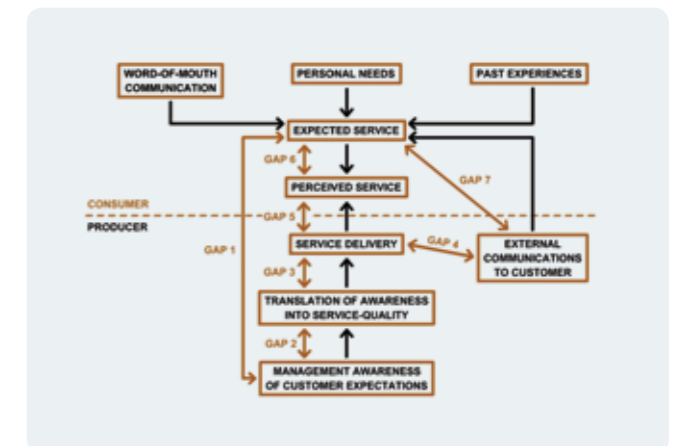 WORD-OF-MOUTH
COMMUNICATION
PERSONAL NEEDS
PAST EXPERIENCES
EXPECTED SERVICE
GAP 6
GAP 7
PERCEIVED SERVICE
CONSUMER
GAP 5
PRODUCER
GAP 1
SERVICE DELIVERY
GAP 4
EXTERNAL
COMMUNICATIONS
TO CUSTOMER
GAP 3
TRANSLATION OF AWARENESS
INTO SERVICE-QUALITY
GAP 2
MANAGEMENT AWARENESS
OF CUSTOMER EXPECTATIONS